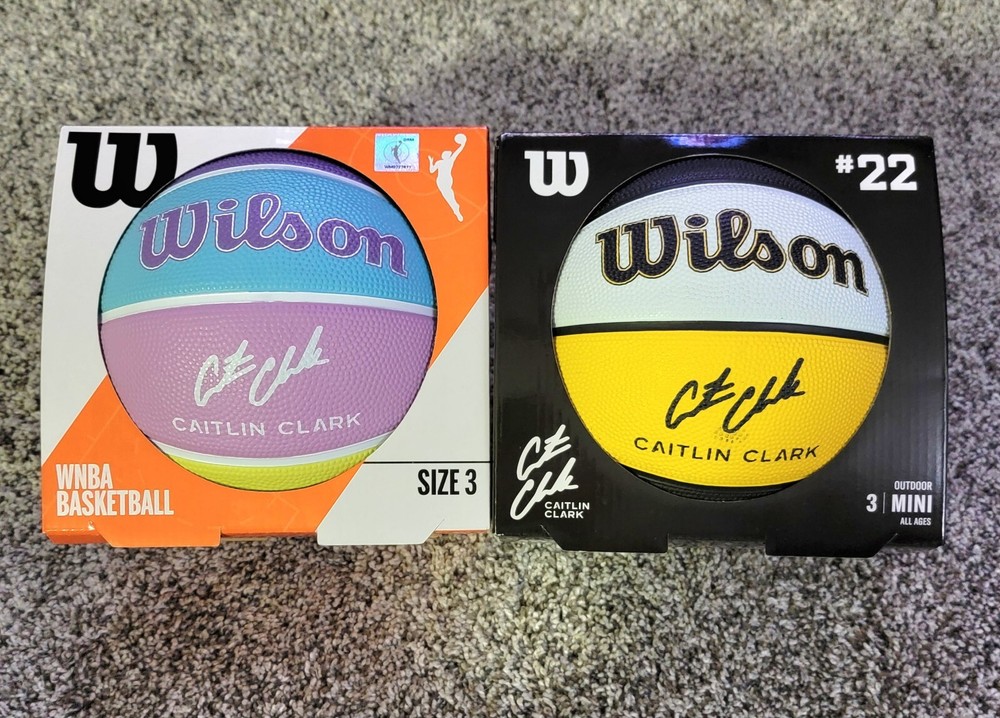 W
Wilson
Caitlin Clark
CAITLIN CLARK
WNBA
BASKETBALL
SIZE 3
W
#22
Wilson
Caitlin Clark
CAITLIN CLARK
Caitlin
Clark
CAITLIN
CLARK
OUTDOOR
3 | MINI
ALL AGES